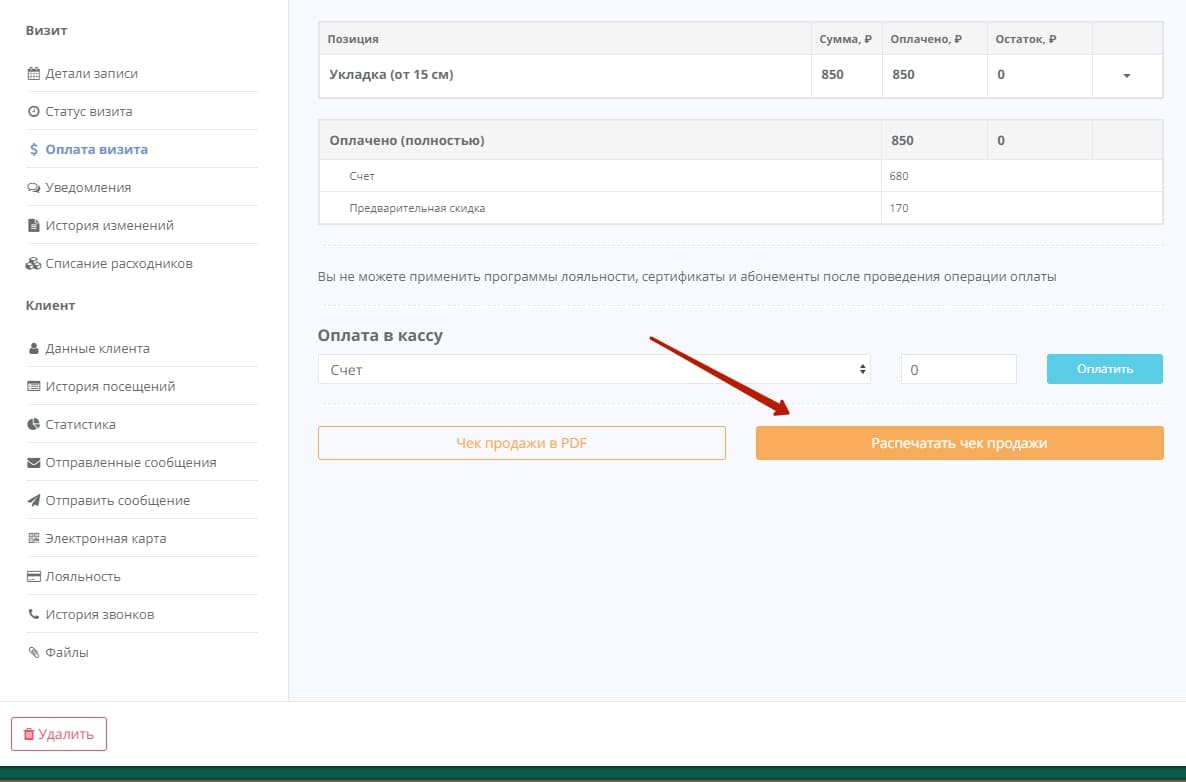 Визит
Детали записи
Статус визита
Оплата визита
Уведомления
История изменений
Списание расходников
Клиент
Данные клиента
История посещений
Статистика
Отправленные сообщения
Отправить сообщение
Электронная карта
Лояльность
История звонков
Файлы
Позиция Сумма, ₽ Оплачено, ₽ Остаток, ₽
Укладка (от 15 см) 850 850 0
Оплачено (полностью) 850 0
Счет 680
Предварительная скидка 170
Вы не можете применить программы лояльности, сертификаты и абонементы после проведения операции оплаты
Оплата в кассу
Счет 0 Оплатить
Чек продажи в PDF Распечатать чек продажи
Удалить